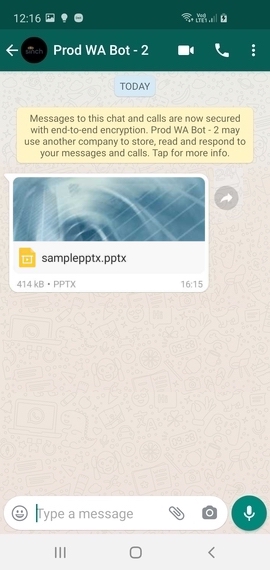 12:16
Prod WA Bot - 2
TODAY
Messages to this chat and calls are now secured
with end-to-end encryption. Prod WA Bot - 2 may
use another company to store, read and respond to
your messages and calls. Tap for more info.
samplepptx.pptx
414 kB • PPTX
16:15
Type a message